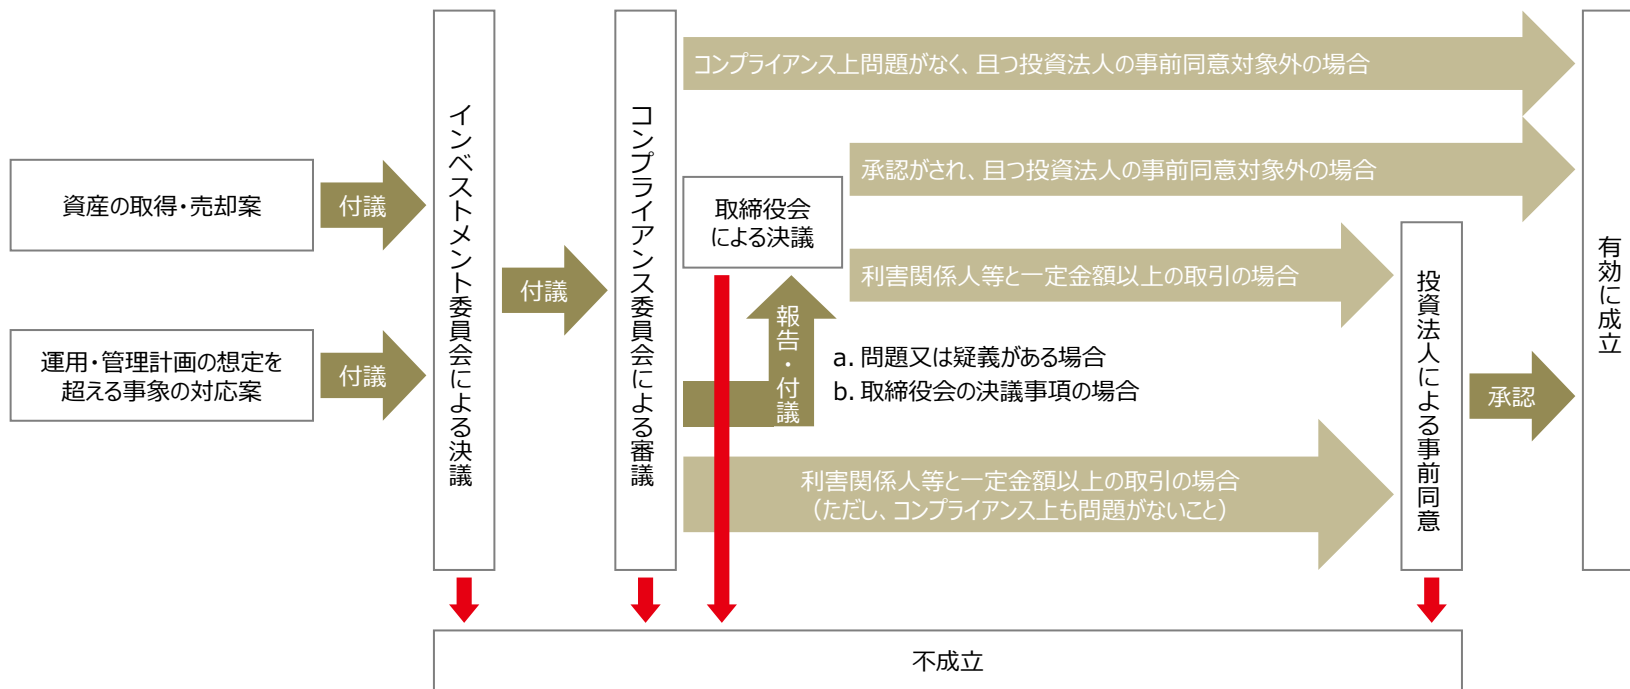 資産の取得・売却案
運用・管理計画の想定を
超える事象の対応案
付議
付議
インベストメント委員会による決議
付議
コンプライアンス委員会による審議
コンプライアンス上問題がなく、且つ投資法人の事前同意対象外の場合
取締役会
による決議
承認がされ、且つ投資法人の事前同意対象外の場合
利害関係人等と一定金額以上の取引の場合
報告・付議
a. 問題又は疑義がある場合
b. 取締役会の決議事項の場合
利害関係人等と一定金額以上の取引の場合
（ただし、コンプライアンス上も問題がないこと）
投資法人による事前同意
承認
有効に成立
不成立